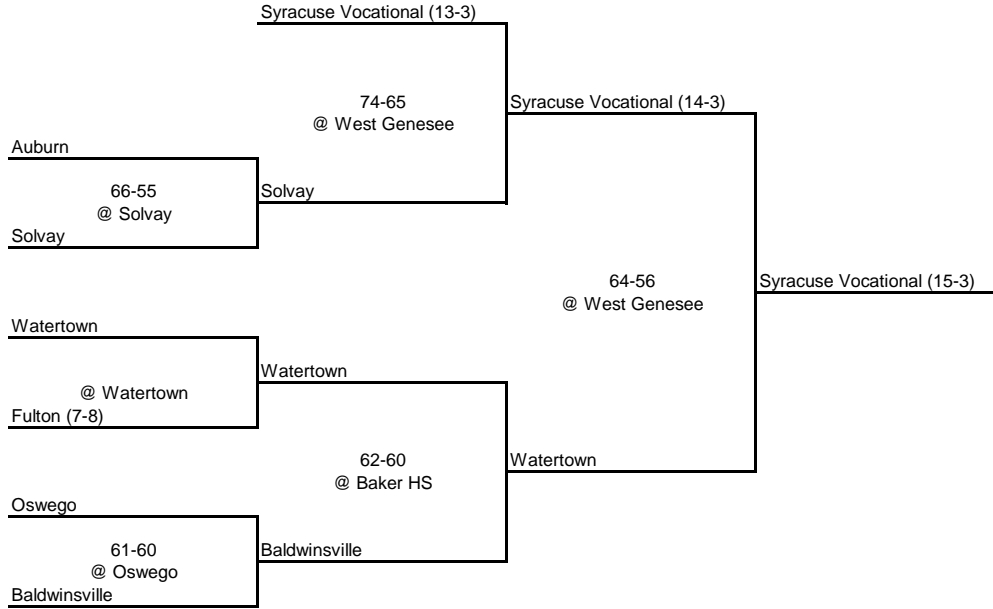 Syracuse Vocational (13-3)
74-65
@ West Genesee
Syracuse Vocational (14-3)
Auburn
66-55
@ Solvay
Solvay
Solvay
64-56
@ West Genesee
Syracuse Vocational (15-3)
Watertown
@ Watertown
Fulton (7-8)
Watertown
62-60
@ Baker HS
Watertown
Oswego
61-60
@ Oswego
Baldwinsville
Baldwinsville